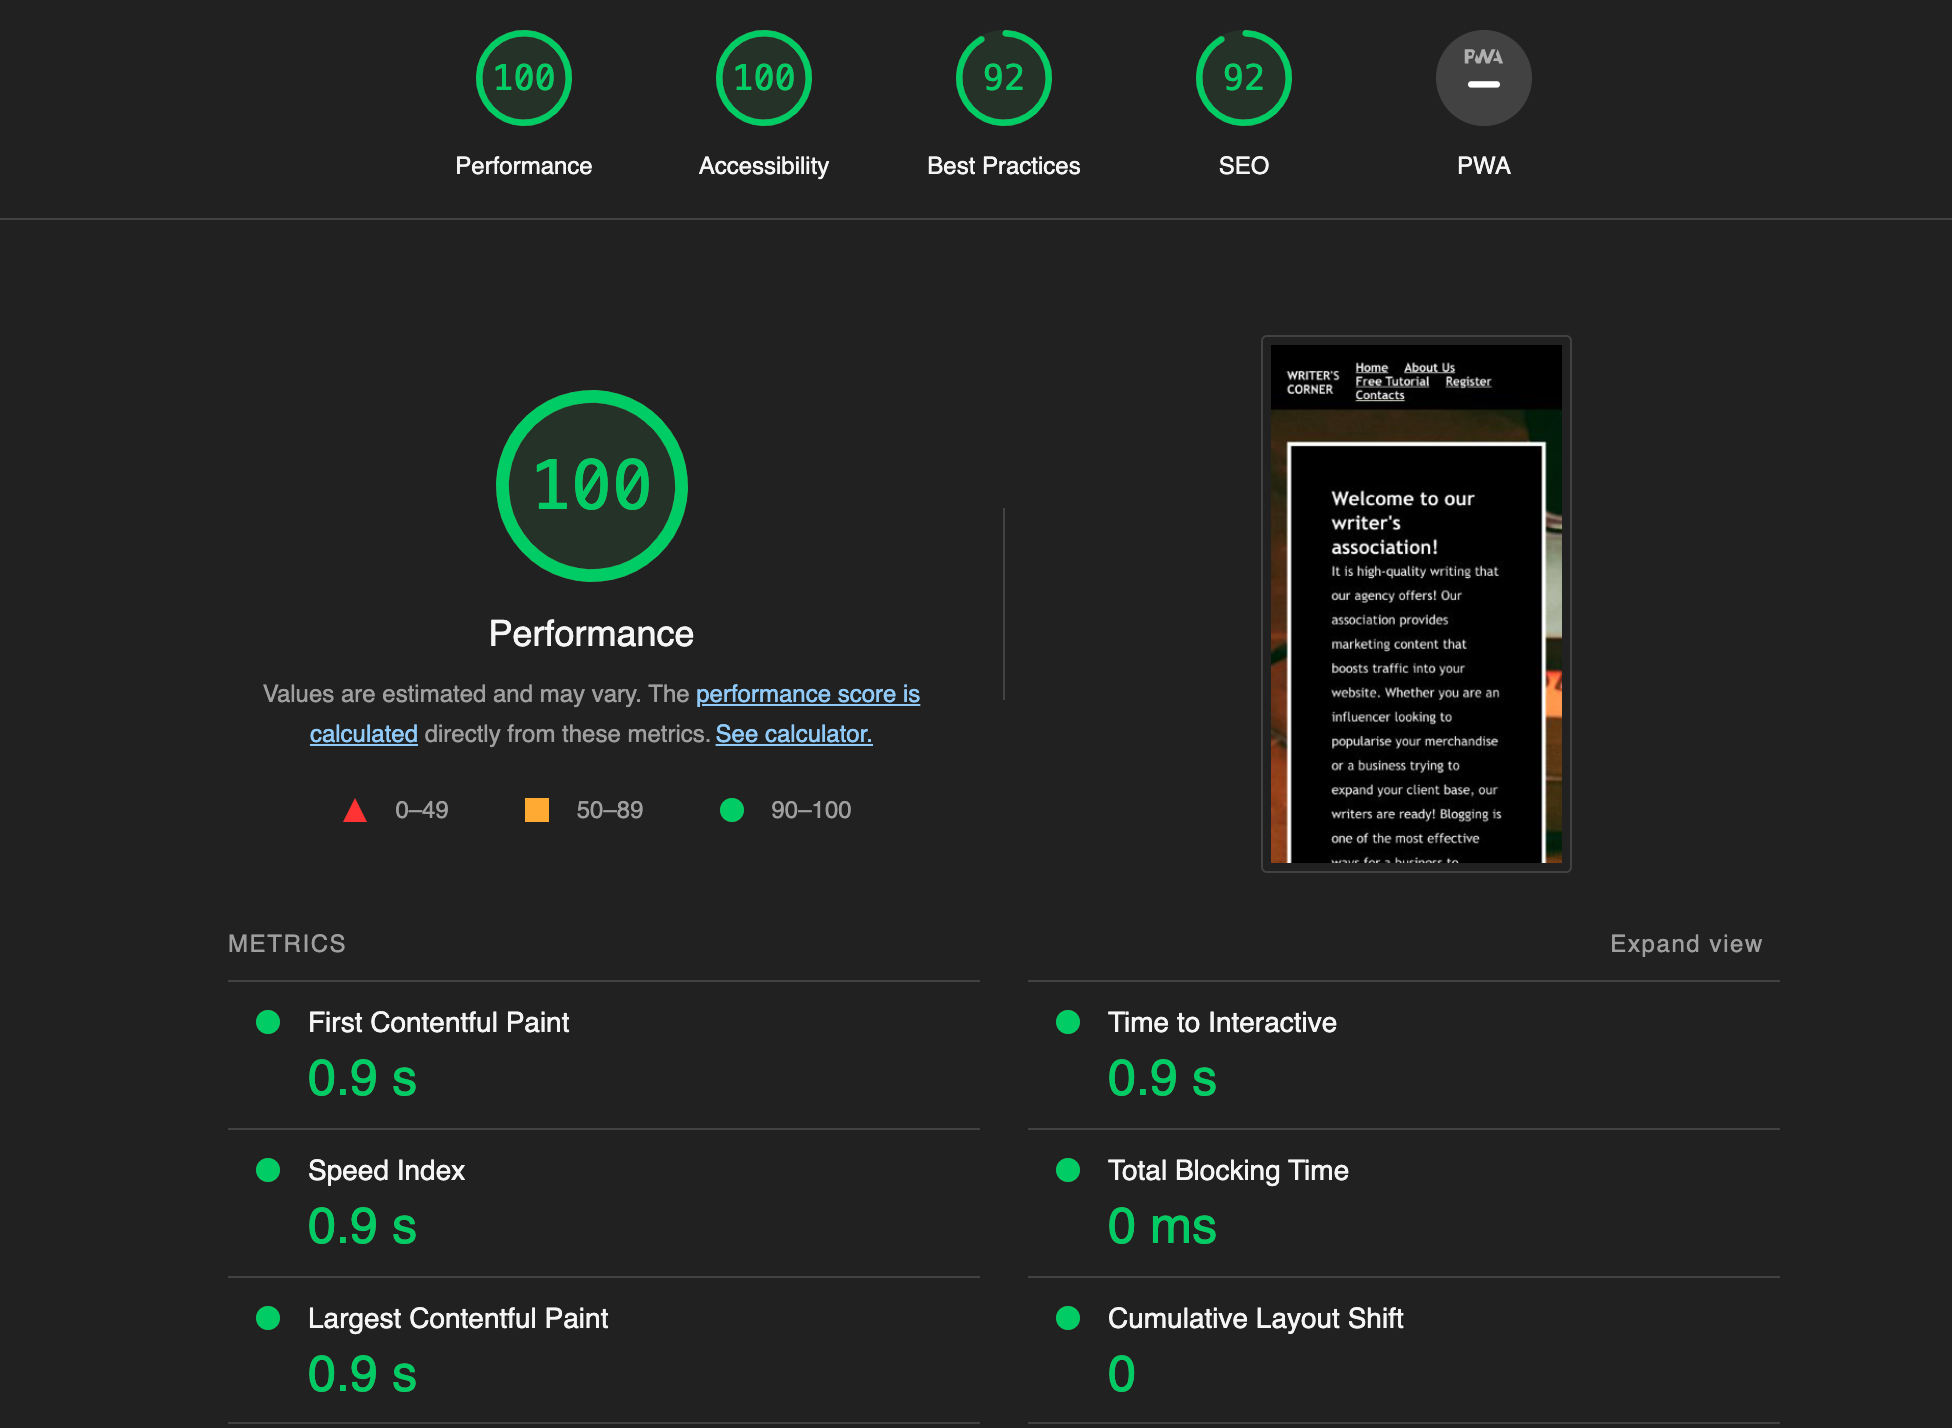 100
100
92
92
PWA
Performance
Accessibility
Best Practices
SEO
PWA
100
Performance
Values are estimated and may vary. The performance score is
calculated directly from these metrics. See calculator.
0–49
50–89
90–100
WRITER'S
CORNER
Home About Us
Free Tutorial Register
Contacts
Welcome to our
writer's
association!
It is high-quality writing that
our agency offers! Our
association provides
marketing content that
boosts traffic into your
website. Whether you are an
influencer looking to
popularise your merchandise
or a business trying to
expand your client base, our
writers are ready! Blogging is
one of the most effective
ways for a business to
METRICS
Expand view
First Contentful Paint
0.9 s
Time to Interactive
0.9 s
Speed Index
0.9 s
Total Blocking Time
0 ms
Largest Contentful Paint
0.9 s
Cumulative Layout Shift
0